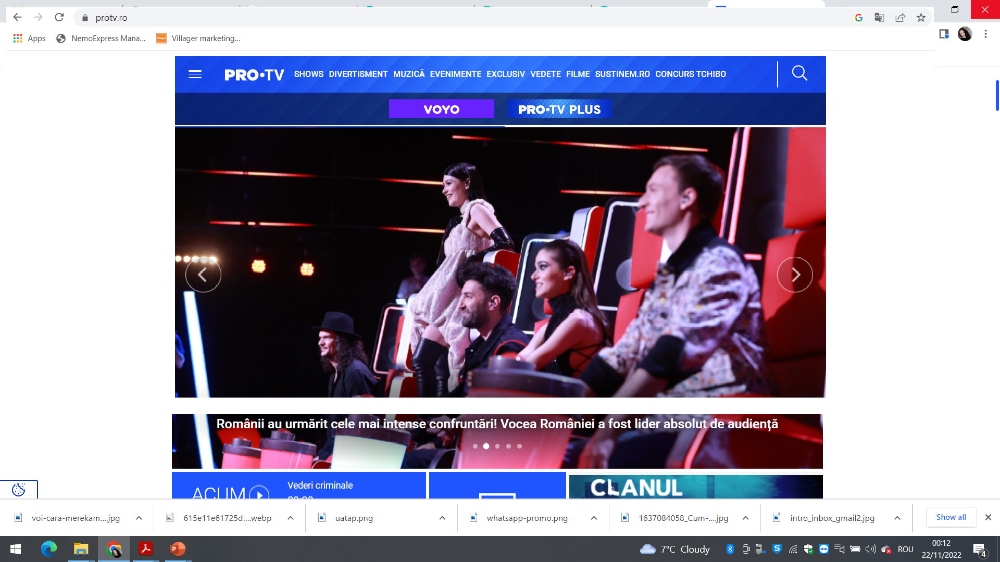 protv.ro
Apps
NemoExpress Mana...
Villager marketing...
PRO•TV SHOWS DIVERTISMENT MUZICĂ EVENIMENTE EXCLUSIV VEDETE FILME SUSTINEM.RO CONCURS TCHIBO
VOYO
PRO•TV PLUS
Românii au urmărit cele mai intense confruntări! Vocea României a fost lider absolut de audiență
ACUM
Vederi criminale
CLANUL
voi-cara-merekam....jpg
615e11e61725d....webp
uatap.png
whatsapp-promo.png
1637084058_Cum-....jpg
intro_inbox_gmail2.jpg
Show all
7°C Cloudy
ROU
00:12
22/11/2022
4